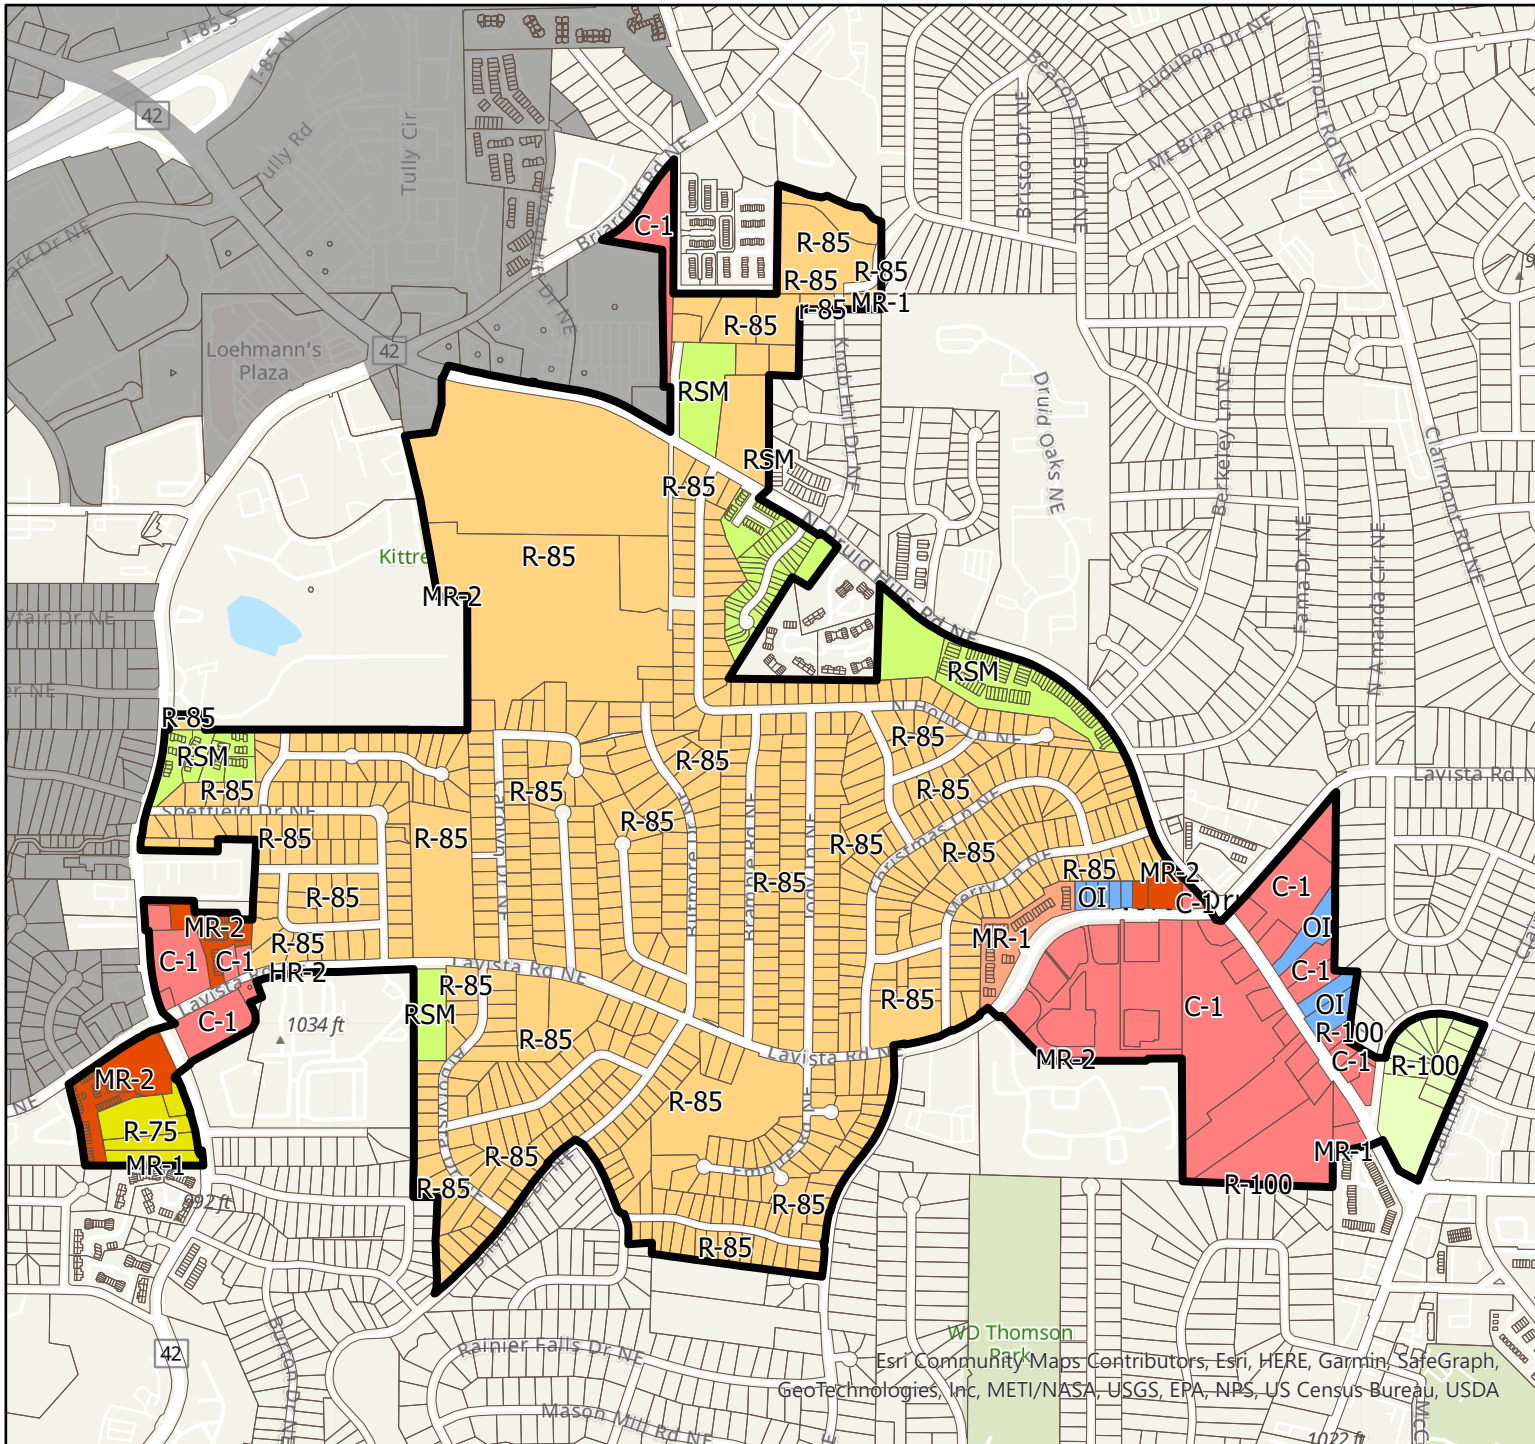 I-85 S
I-85 N
42
Tully Rd
Tully Cir
Audubon Dr NE
Clairmont Rd NE
Beacon Hill Blvd NE
Bristol Dr NE
Mt Brian Rd NE
Briarcliff Rd NE
C-1
R-85
R-85
R-85
r-85
MR-1
R-85
Loehmann's
Plaza
42
RSM
Knob Hill Dr NE
Druid Oaks NE
Berkeley Ln NE
Clairmont Rd NE
RSM
R-85
N Druid Hills Rd NE
R-85
MR-2
Fama Dr NE
N Amanda Cir NE
RSM
R-85
RSM
R-85
Sheffield Dr NE
N Holly Ln NE
R-85
R-85
R-85
R-85
R-85
Lavista Rd N
R-85
R-85
R-85
Christmas Ln NE
R-85
Merry Ln NE
R-85
R-85
R-85
MR-2
OI
C-1
C-1
OI
MR-2
C-1
C-1
R-85
HR-2
Lavista Rd NE
R-85
RSM
MR-1
R-85
C-1
C-1
OI
R-100
C-1
R-100
C-1
1034 ft
R-85
Lavista Rd NE
MR-2
MR-2
R-75
MR-1
R-85
R-85
R-85
R-85
R-85
MR-1
R-100
992 ft
42
Burton Dr NE
Rainier Falls Dr NE
Mason Mill Rd NE
WD Thomson
Park
Esri Community Maps Contributors, Esri, HERE, Garmin, SafeGraph,
GeoTechnologies, Inc, METI/NASA, USGS, EPA, NPS, US Census Bureau, USDA
1022 ft